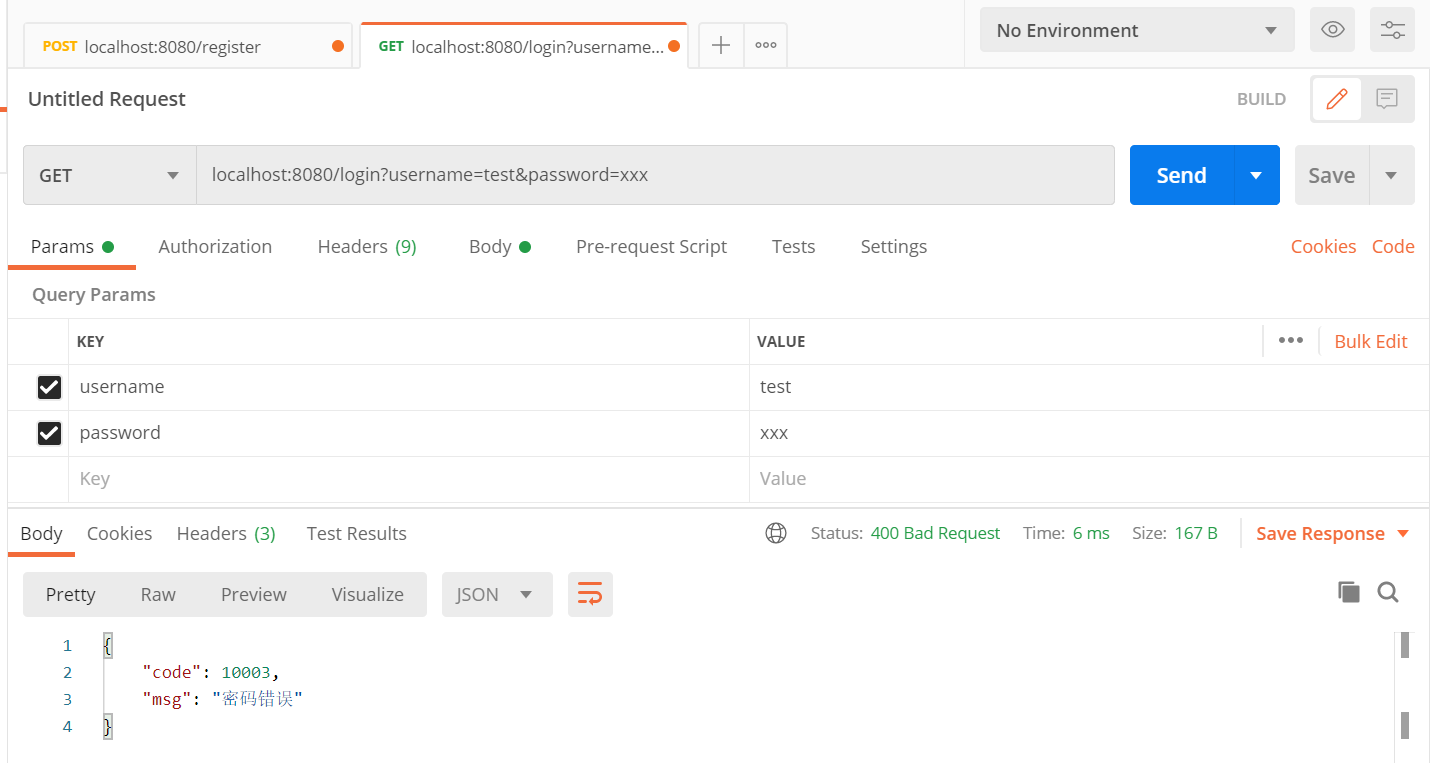 POST localhost:8080/register GET localhost:8080/login?username... No Environment
Untitled Request BUILD
GET localhost:8080/login?username=test&password=xxx Send Save
Params Authorization Headers (9) Body Pre-request Script Tests Settings Cookies Code
Query Params
KEY VALUE Bulk Edit
username test
password xxx
Key Value
Body Cookies Headers (3) Test Results Status: 400 Bad Request Time: 6 ms Size: 167 B Save Response
Pretty Raw Preview Visualize JSON
1 {
2 "code": 10003,
3 "msg": "密码错误"
4 }